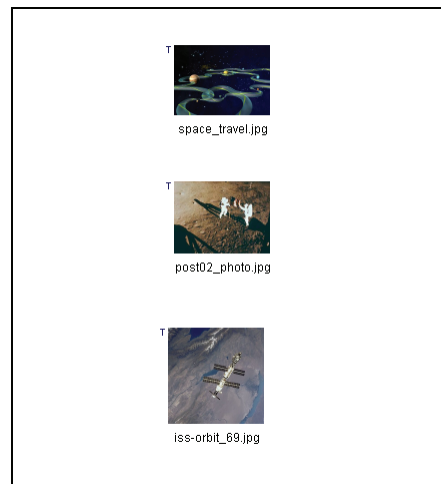 T
space_travel.jpg
T
post02_photo.jpg
T
iss-orbit_69.jpg